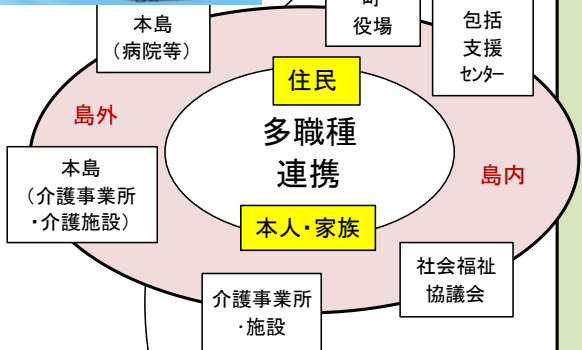 本島
（病院等）
役場
包括
支援
センター
住民
島外
多職種
連携
島内
本島
（介護事業所
・介護施設）
本人・家族
社会福祉
協議会
介護事業所
・施設